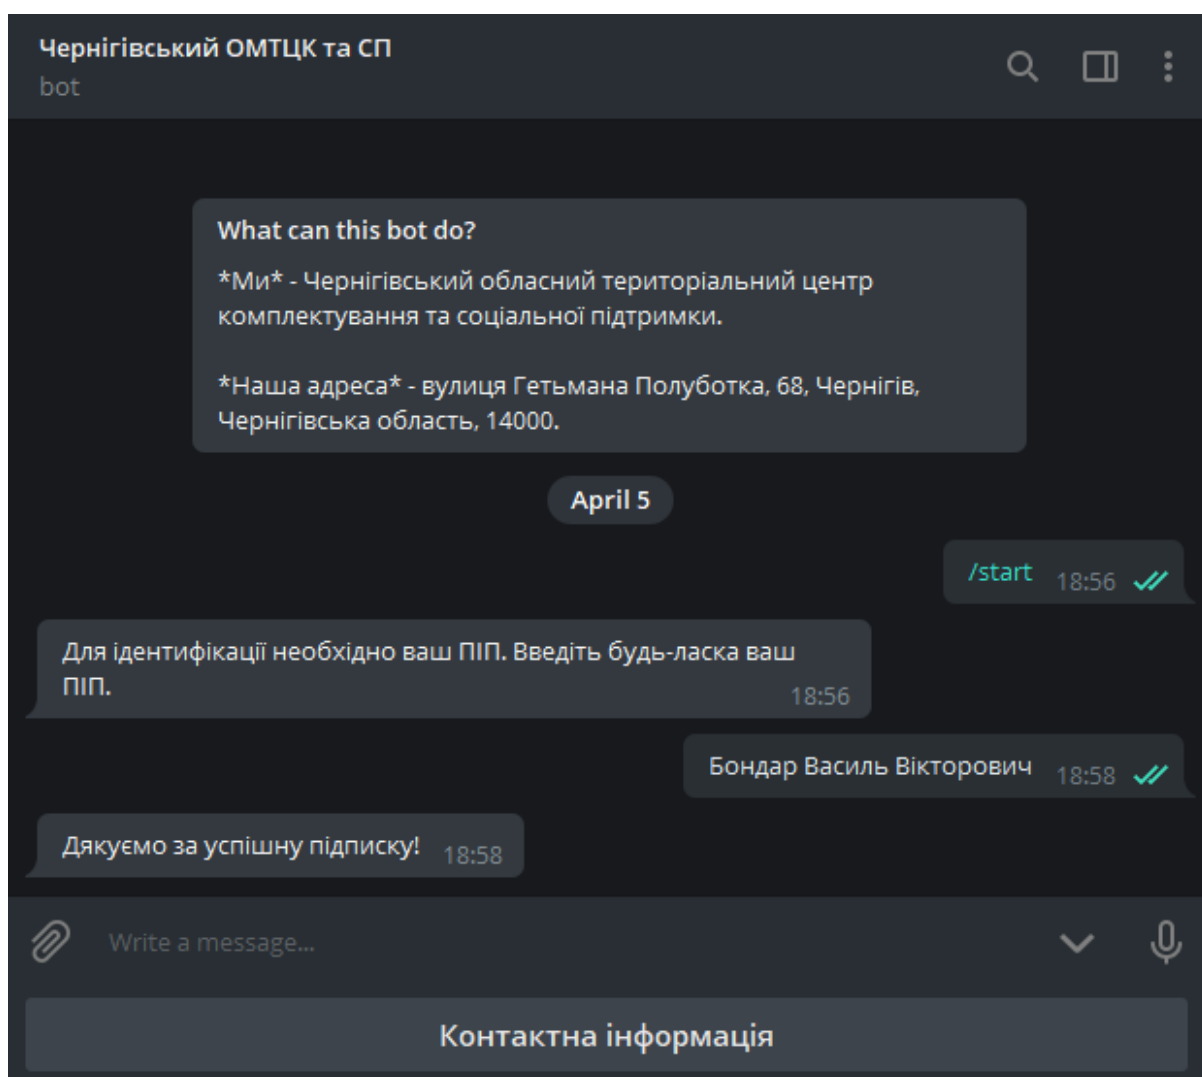 Чернігівський ОМТЦК та СП
bot
What can this bot do?
*Ми* - Чернігівський обласний територіальний центр
комплектування та соціальної підтримки.
*Наша адреса* - вулиця Гетьмана Полуботка, 68, Чернігів,
Чернігівська область, 14000.
April 5
/start 18:56
Для ідентифікації необхідно ваш ПІП. Введіть будь-ласка ваш
ПІП. 18:56
Бондар Василь Вікторович 18:58
Дякуємо за успішну підписку! 18:58
Write a message...
Контактна інформація